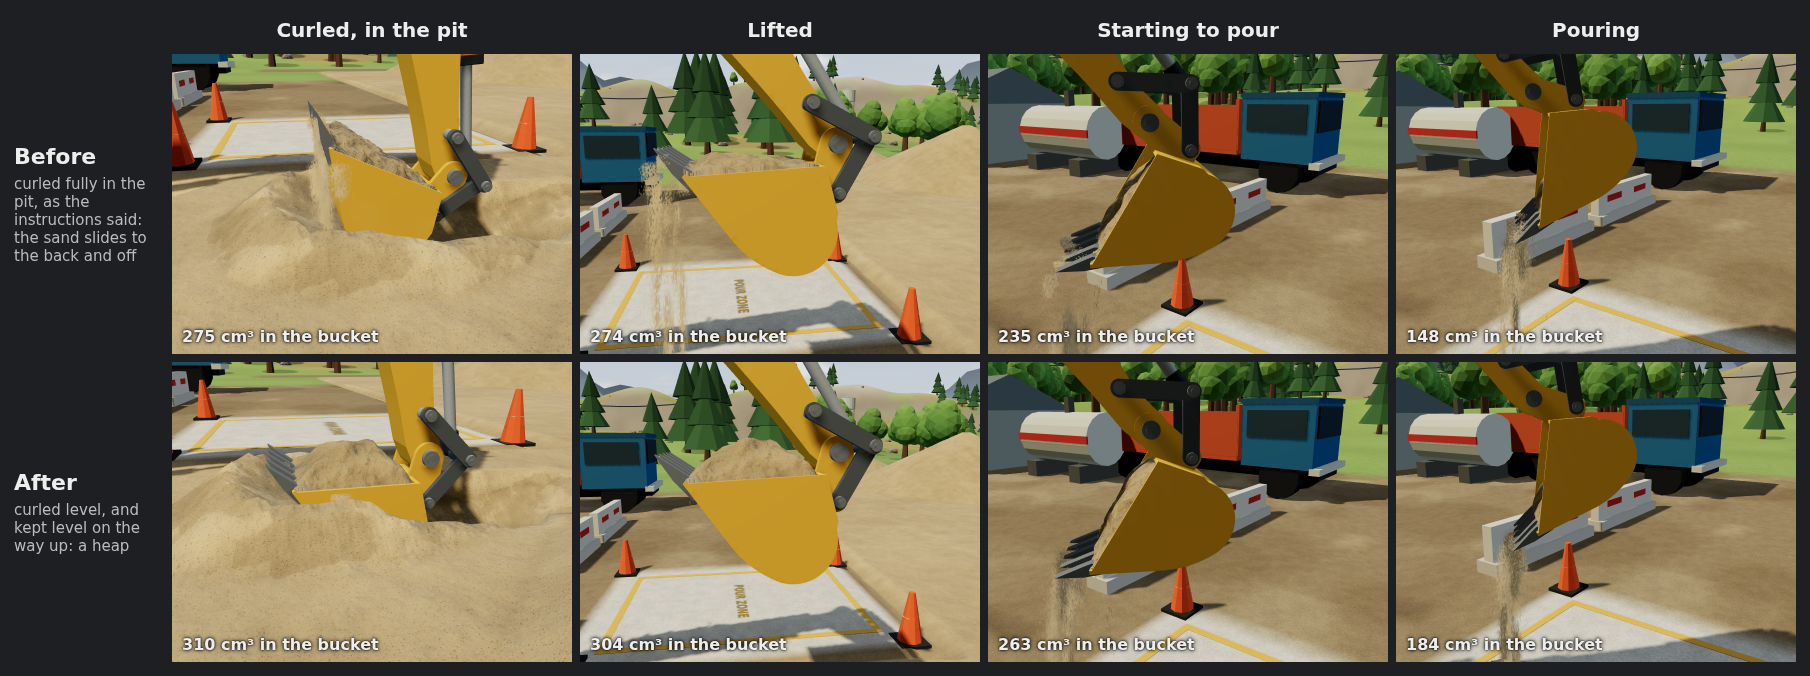 Curled, in the pit
Lifted
Starting to pour
Pouring
Before
curled fully in the
pit, as the
instructions said:
the sand slides to
the back and off
275 cm³ in the bucket
POUR ZONE
274 cm³ in the bucket
235 cm³ in the bucket
148 cm³ in the bucket
After
curled level, and
kept level on the
way up: a heap
310 cm³ in the bucket
POUR ZONE
304 cm³ in the bucket
263 cm³ in the bucket
184 cm³ in the bucket